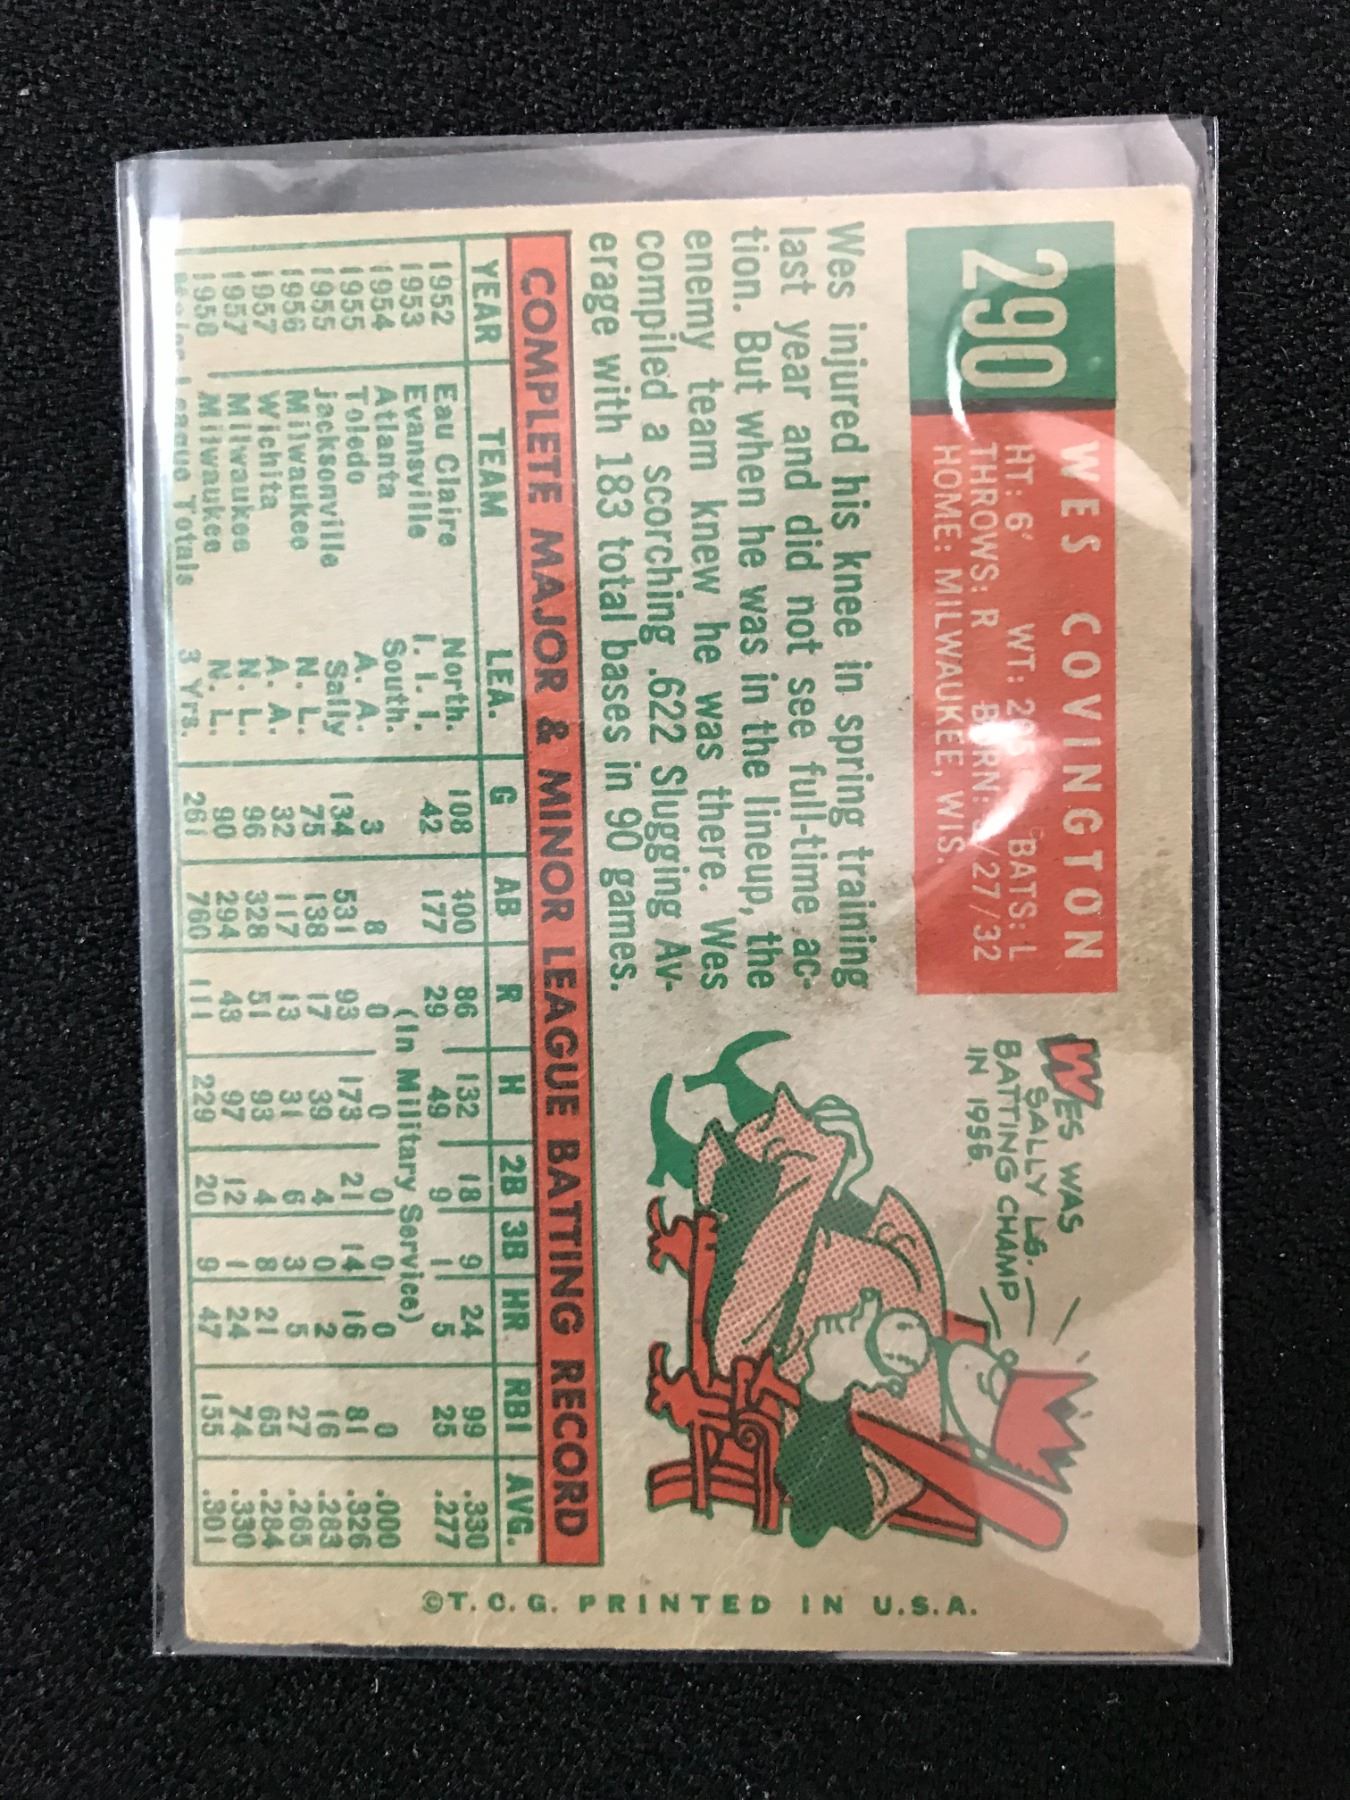 290
WES COVINGTON
HT: 6' WT: 205 BATS: L
THROWS: R BORN: /27/32
HOME: MILWAUKEE, WIS.
WES WAS
SALLY LG.
BATTING CHAMP
IN 1955.
Wes injured his knee in spring training
last year and did not see full-time ac-
tion. But when he was in the lineup, the
enemy team knew he was there. Wes
compiled a scorching .622 Slugging Av-
erage with 183 total bases in 90 games.
COMPLETE MAJOR & MINOR LEAGUE BATTING RECORD
YEAR TEAM LEA. G AB R H 2B 3B HR RBI AVG.
1952 Eau Claire North. 108 400 86 132 18 9 24 99 .330
1953 Evansville I. I. I. 42 177 29 49 9 1 5 25 .277
1954 Atlanta South. (In Military Service)
1955 Toledo A. A. 3 8 0 0 0 0 0 0 .000
1955 Jacksonville Sally 134 531 93 173 21 14 16 81 .326
1956 Milwaukee N. L. 75 138 17 39 4 0 2 16 .283
1957 Wichita A. A. 32 117 13 31 6 3 5 27 .265
1957 Milwaukee N. L. 96 328 51 93 4 8 21 65 .284
1958 Milwaukee N. L. 90 294 43 97 12 1 24 74 .330
League Totals 3 Yrs. 261 760 111 229 20 9 47 155 .301
©T. C. G. PRINTED IN U.S.A.